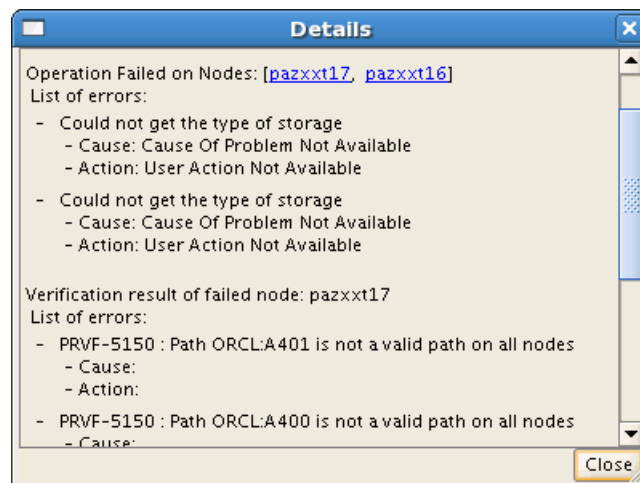 Details
Operation Failed on Nodes: [pazxxt17, pazxxt16]
List of errors:
- Could not get the type of storage
- Cause: Cause Of Problem Not Available
- Action: User Action Not Available
- Could not get the type of storage
- Cause: Cause Of Problem Not Available
- Action: User Action Not Available
Verification result of failed node: pazxxt17
List of errors:
- PRVF-5150 : Path ORCL:A401 is not a valid path on all nodes
- Cause:
- Action:
- PRVF-5150 : Path ORCL:A400 is not a valid path on all nodes
- Cause:
Close